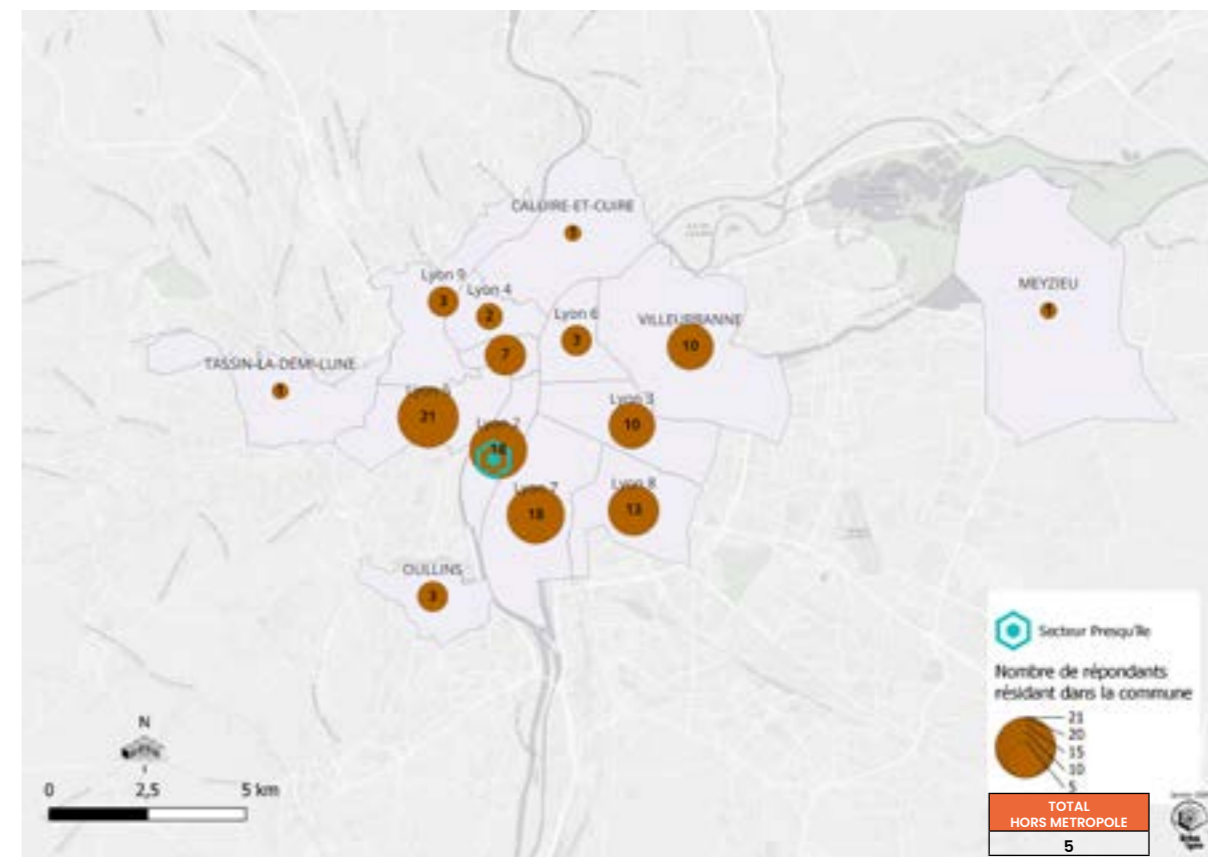 CALUIRE-ET-CUIRE
1
Lyon 9
3
Lyon 4
2
Lyon 6
3
VILLEURBANNE
10
MEYZIEU
1
7
TASSIN-LA-DEMI-LUNE
1
21
Lyon 3
10
Lyon 2
Lyon 7
18
Lyon 8
13
OULLINS
3
Secteur Presqu'île
Nombre de répondants
résidant dans la commune
21
20
15
10
5
N
0 2,5 5 km
TOTAL
HORS METROPOLE
5